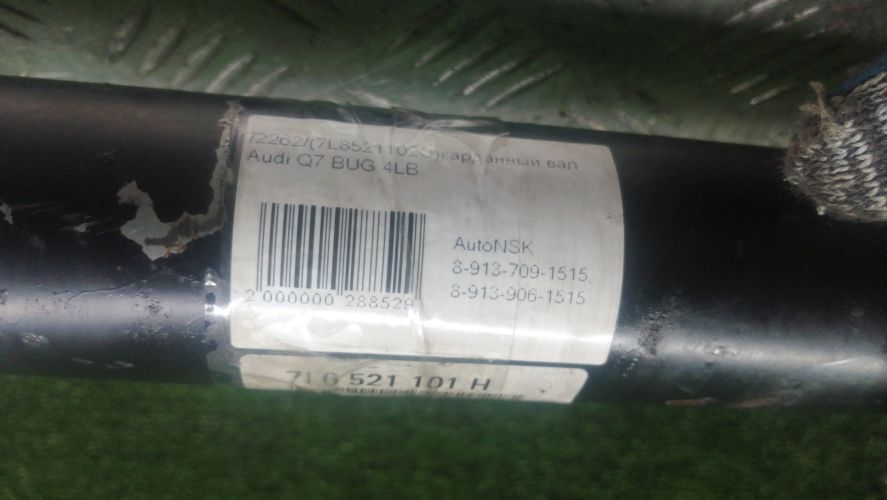 72262/(7L8521102G)карданный вал
Audi Q7 BUG 4LB
AutoNSK
8-913-709-1515,
8-913-906-1515
2 000000 288529
7L6 521 101 H